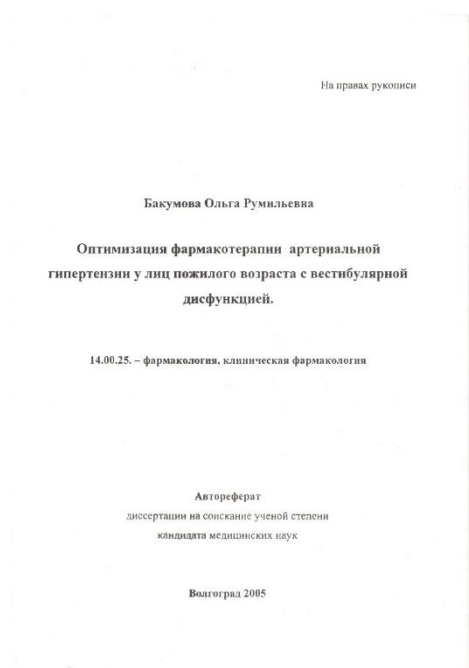 На правах рукописи
Бакумова Ольга Румильевна
Оптимизация фармакотерапии артериальной
гипертензии у лиц пожилого возраста с вестибулярной
дисфункцией.
14.00.25. – фармакология, клиническая фармакология
Автореферат
диссертации на соискание ученой степени
кандидата медицинских наук
Волгоград 2005